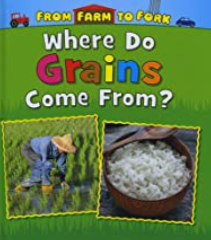 FROM FARM TO FORK
Where Do
Grains
Come From?